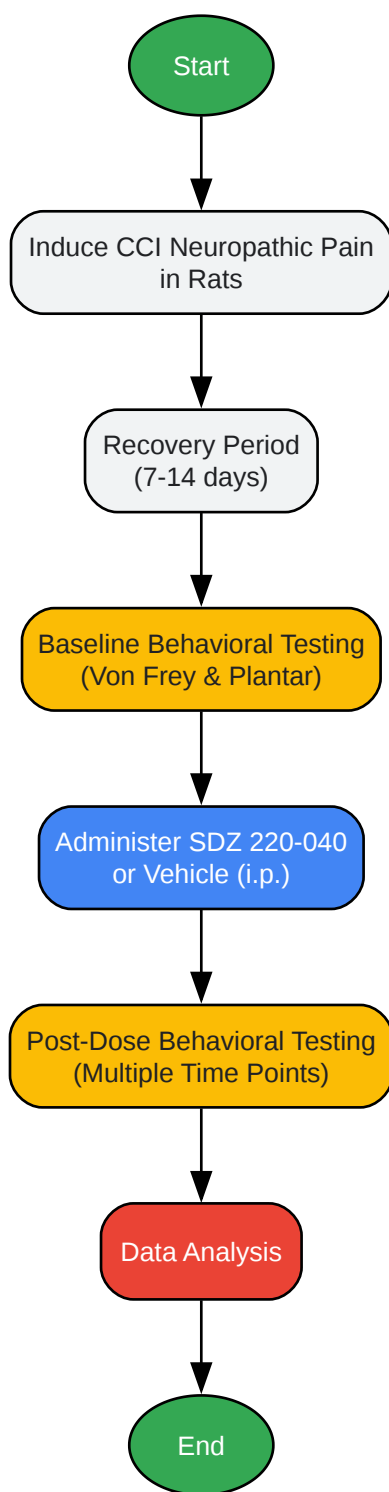 Start
Induce CCI Neuropathic Pain
in Rats
Recovery Period
(7-14 days)
Baseline Behavioral Testing
(Von Frey & Plantar)
Administer SDZ 220-040
or Vehicle (i.p.)
Post-Dose Behavioral Testing
(Multiple Time Points)
Data Analysis
End